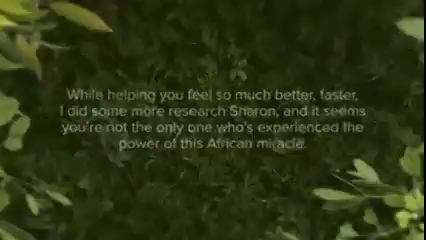 While helping you feel so much better, faster,
I did some more research Sharon, and it seems
you're not the only one who's experienced the
power of this African miracle.